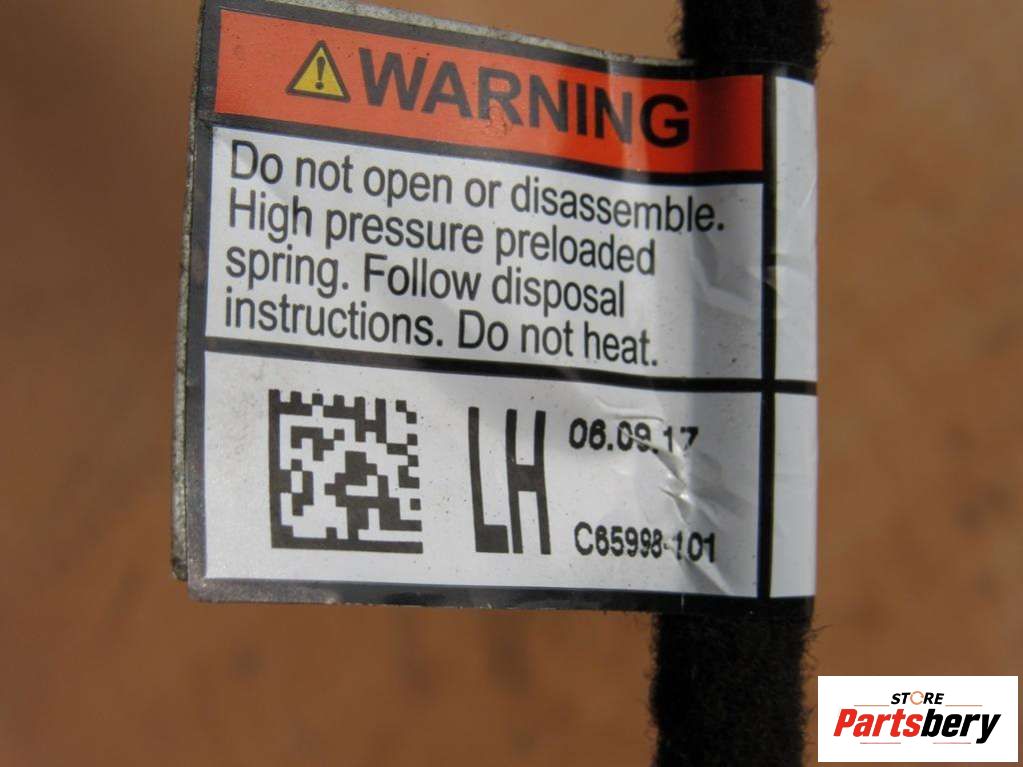 WARNING
Do not open or disassemble.
High pressure preloaded
spring. Follow disposal
instructions. Do not heat.
LH 06.09.17
C65998-101
STORE
Partsbery